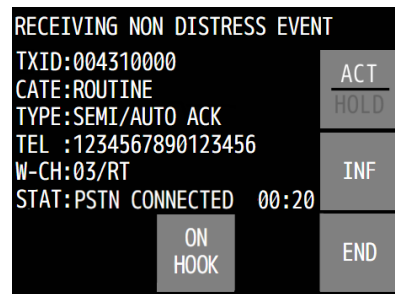 RECEIVING NON DISTRESS EVENT
TXID:004310000
CATE:ROUTINE
TYPE:SEMI/AUTO ACK
TEL :1234567890123456
W-CH:03/RT
STAT:PSTN CONNECTED 00:20
ACT
HOLD
INF
ON
HOOK
END